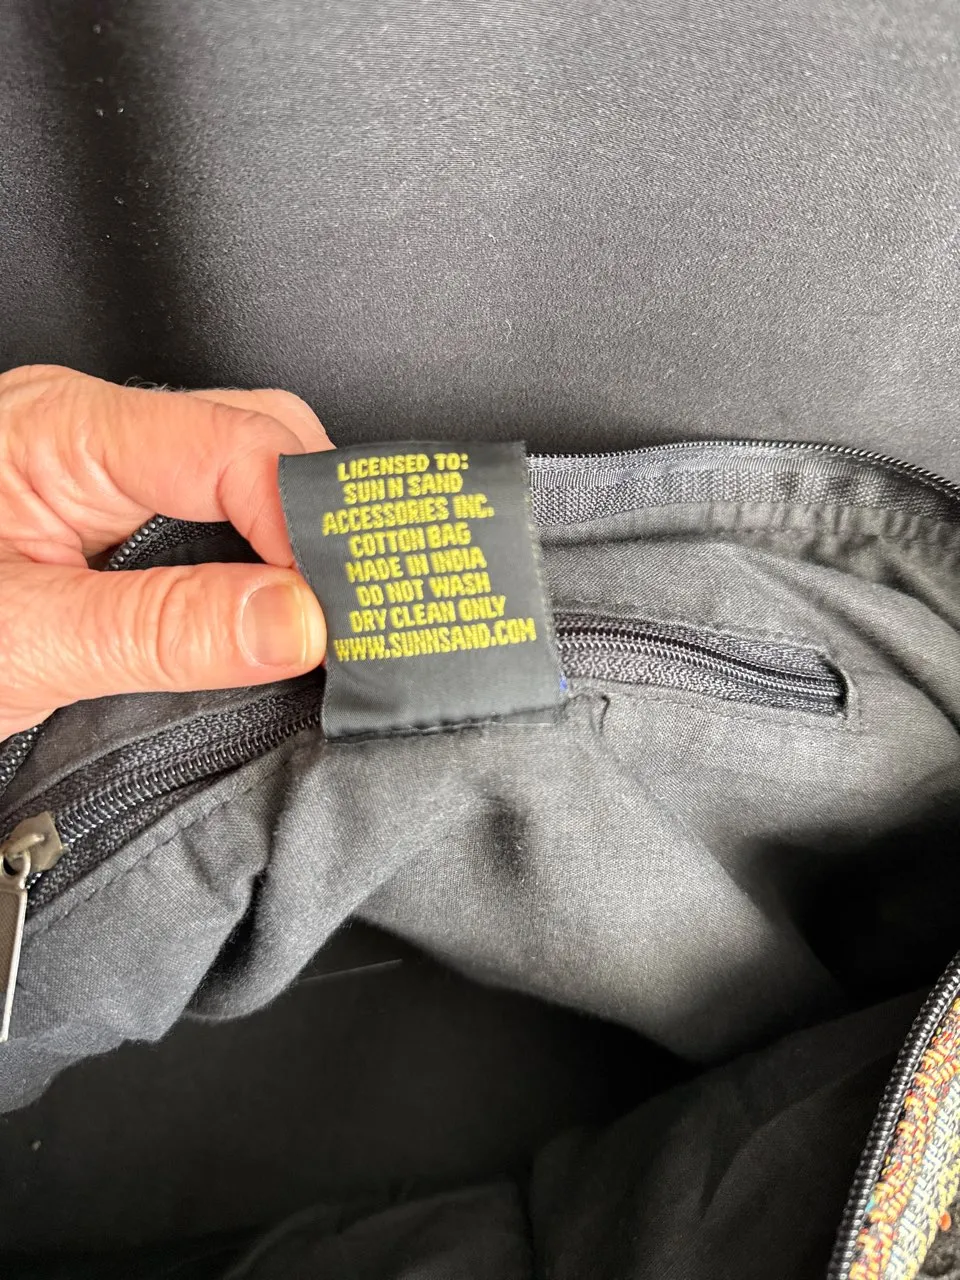 LICENSED TO:
SUN N SAND
ACCESSORIES INC.
COTTON BAG
MADE IN INDIA
DO NOT WASH
DRY CLEAN ONLY
WWW.SUNNSAND.COM